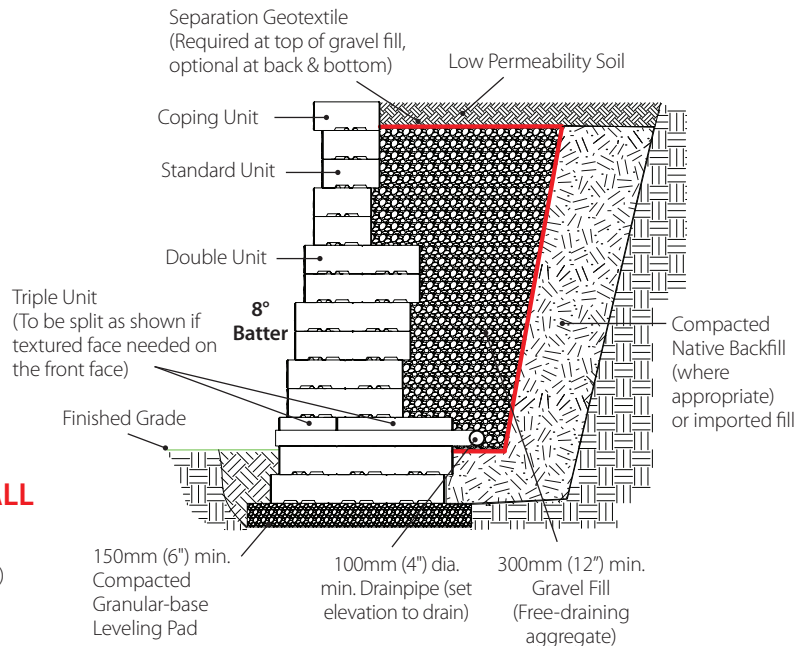 Separation Geotextile
(Required at top of gravel fill,
optional at back & bottom)
Low Permeability Soil
Coping Unit
Standard Unit
Double Unit
Triple Unit
(To be split as shown if
textured face needed on
the front face)
8°
Batter
Compacted
Native Backfill
(where
appropriate)
or imported fill
Finished Grade
ALL
)
150mm (6") min.
Compacted
Granular-base
Leveling Pad
100mm (4") dia.
min. Drainpipe (set
elevation to drain)
300mm (12”) min.
Gravel Fill
(Free-draining
aggregate)